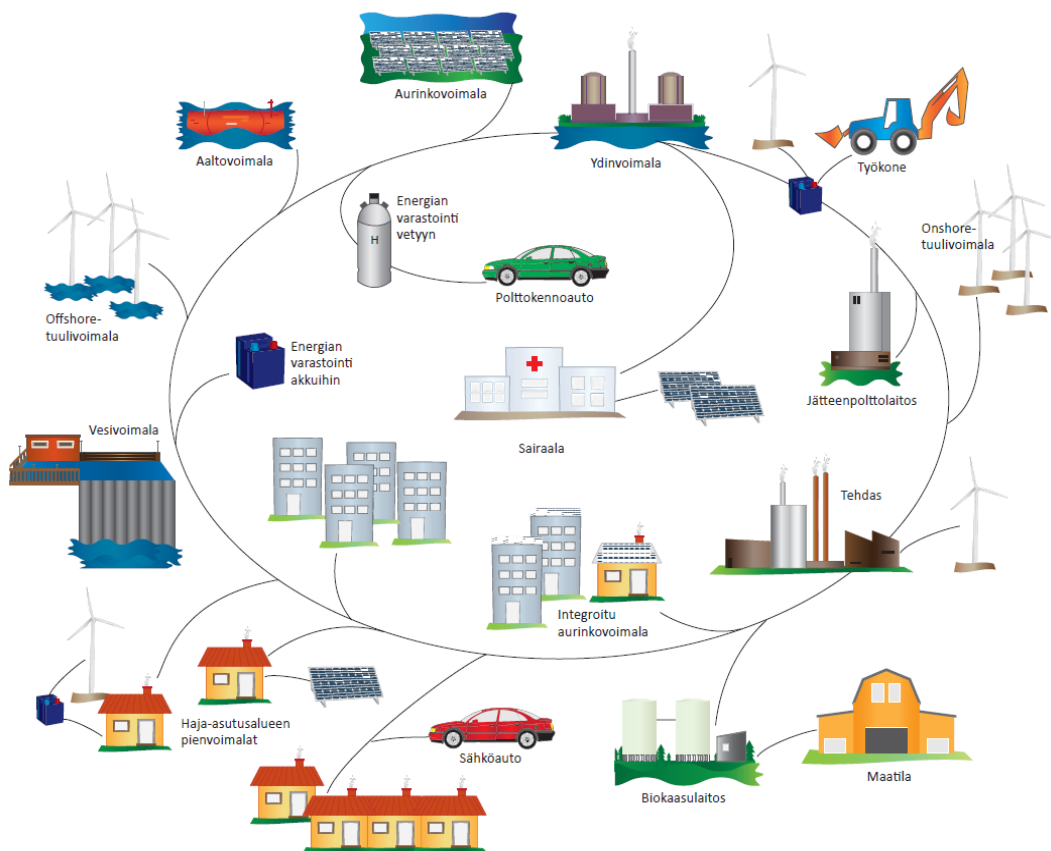 Aurinkovoimala
Ydinvoimala
Työkone
Aaltovoimala
Energian
varastointi
vetyyn
H
Onshore-
tuulivoimala
Polttokennoauto
Offshore-
tuulivoimala
Energian
varastointi
akkuihin
Jätteenpolttolaitos
Vesivoimala
Sairaala
Tehdas
Integroitu
aurinkovoimala
Haja-asutusalueen
pienvoimalat
Sähköauto
Maatila
Biokaasulaitos